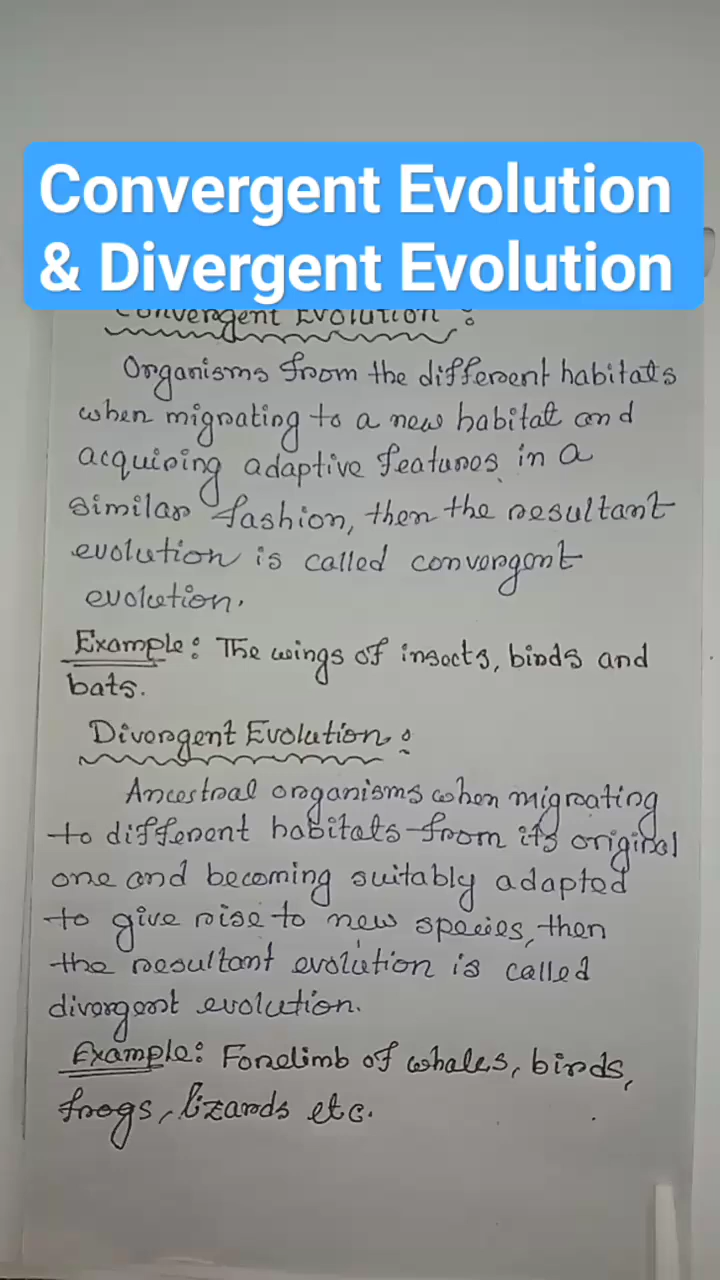 Convergent Evolution
& Divergent Evolution
Convergent Evolution :
Organisms from the different habitats
when migrating to a new habitat and
acquiring adaptive features in a
similar fashion, then the resultant
evolution is called convergent
evolution.
Example: The wings of insects, birds and
bats.
Divergent Evolution :
Ancestral organisms when migrating
to different habitats from its original
one and becoming suitably adapted
to give rise to new species, then
the resultant evolution is called
divergent evolution.
Example: Forelimb of whales, birds,
frogs, lizards etc.